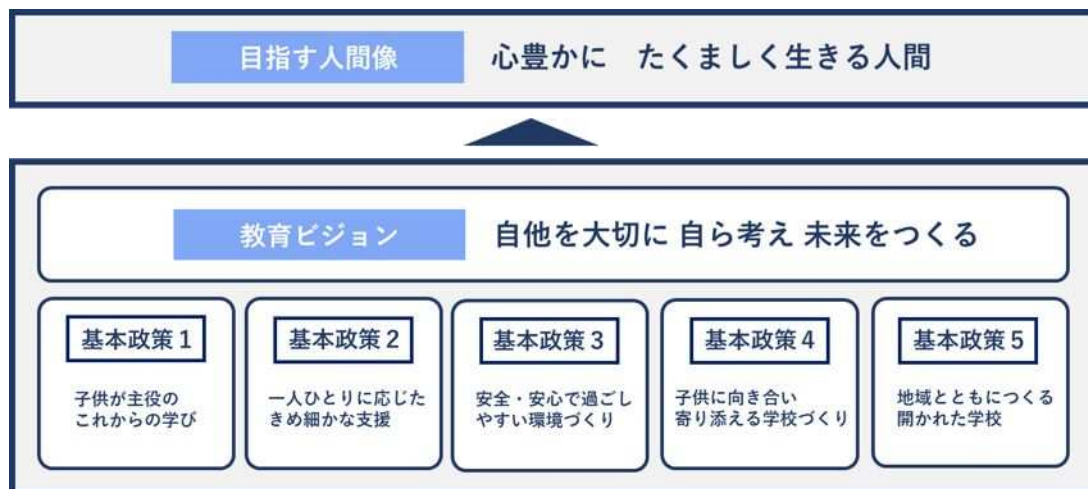 目指す人間像
心豊かに　たくましく生きる人間
教育ビジョン
自他を大切に 自ら考え 未来をつくる
基本政策1
子供が主役の
これからの学び
基本政策2
一人ひとりに応じた
きめ細かな支援
基本政策3
安全・安心で過ごし
やすい環境づくり
基本政策4
子供に向き合い
寄り添える学校づくり
基本政策5
地域とともにつくる
開かれた学校